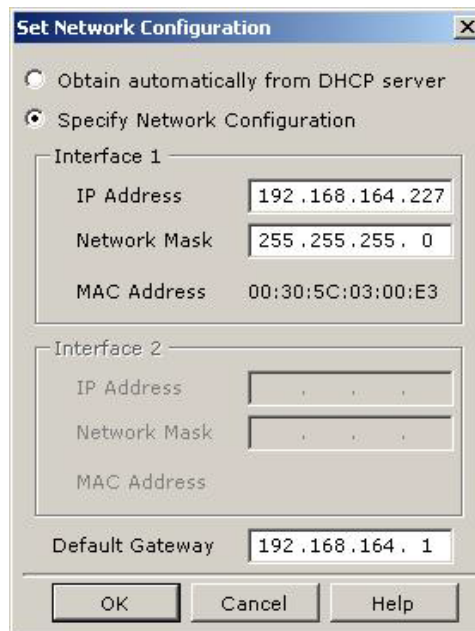 Set Network Configuration
Obtain automatically from DHCP server
Specify Network Configuration
Interface 1
IP Address 192.168.164.227
Network Mask 255.255.255. 0
MAC Address 00:30:5C:03:00:E3
Interface 2
IP Address . . .
Network Mask . . .
MAC Address
Default Gateway 192.168.164. 1
OK Cancel Help